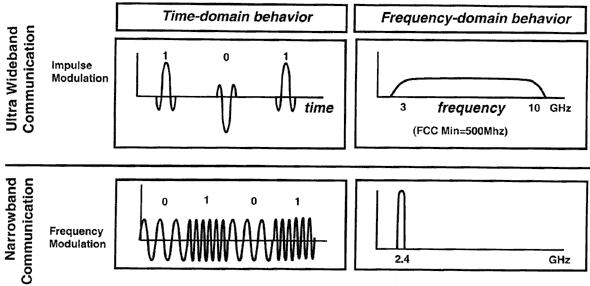 Time-domain behavior
Frequency-domain behavior
Ultra Wideband
Communication
Impulse
Modulation
1 0 1
time
3 frequency 10 GHz
(FCC Min=500Mhz)
Narrowband
Communication
Frequency
Modulation
0 1 0 1
2.4 GHz